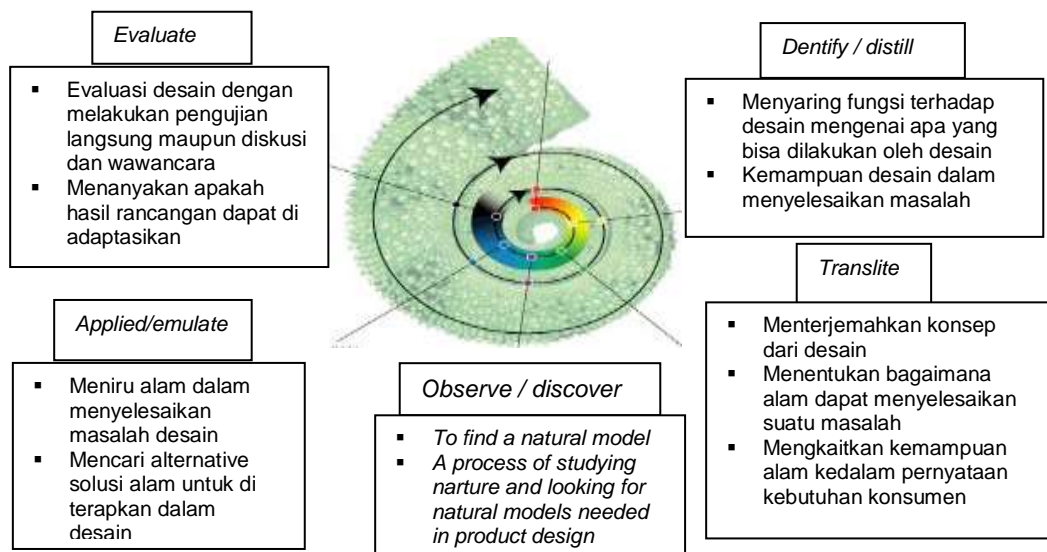 Evaluate
▪ Evaluasi desain dengan
melakukan pengujian
langsung maupun diskusi
dan wawancara
▪ Menanyakan apakah
hasil rancangan dapat di
adaptasikan
Dentify / distill
▪ Menyaring fungsi terhadap
desain mengenai apa yang
bisa dilakukan oleh desain
▪ Kemampuan desain dalam
menyelesaikan masalah
Translite
▪ Menterjemahkan konsep
dari desain
▪ Menentukan bagaimana
alam dapat menyelesaikan
suatu masalah
▪ Mengkaitkan kemampuan
alam kedalam pernyataan
kebutuhan konsumen
Observe / discover
▪ To find a natural model
▪ A process of studying
narture and looking for
natural models needed
in product design
Applied/emulate
▪ Meniru alam dalam
menyelesaikan
masalah desain
▪ Mencari alternative
solusi alam untuk di
terapkan dalam
desain